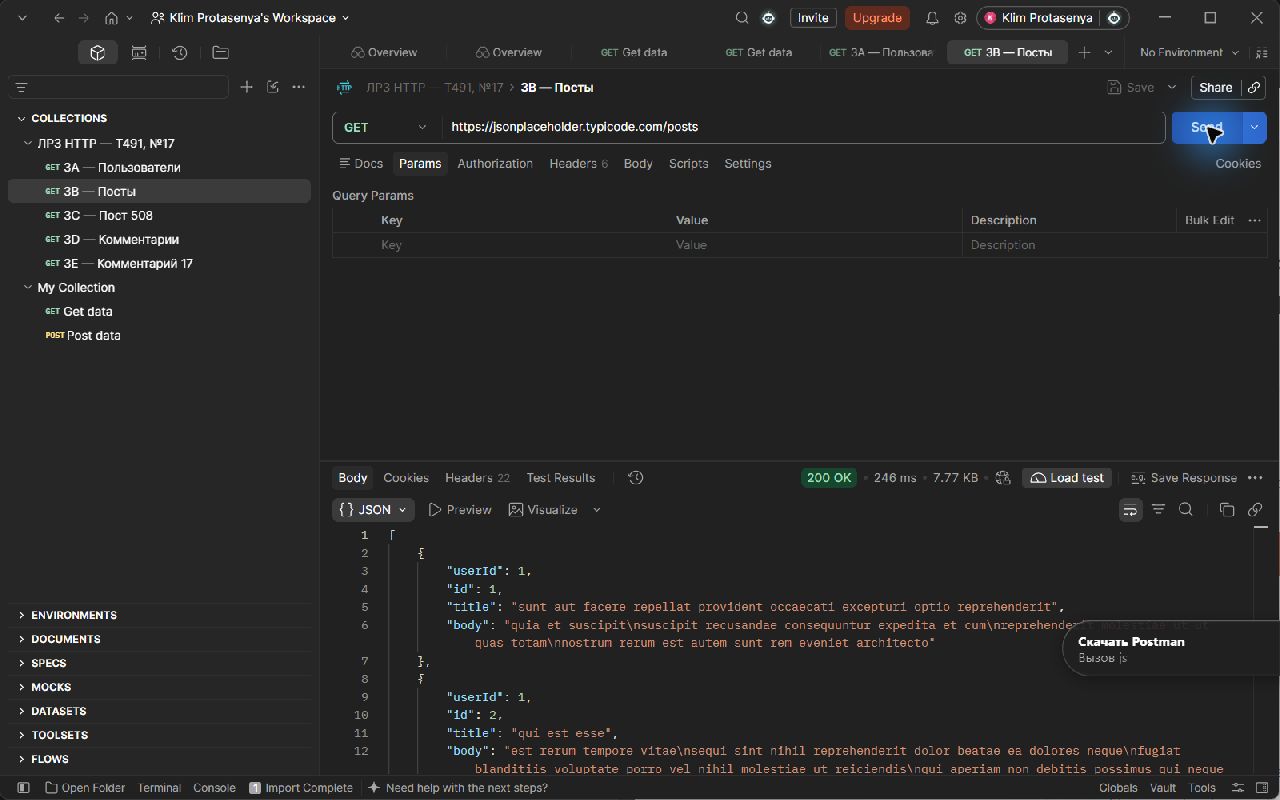 Klim Protasenya's Workspace
Invite
Upgrade
K
Klim Protasenya
Overview
Overview
GET Get data
GET Get data
GET 3A — Пользова
GET 3B — Посты
No Environment
HTTP ЛР3 HTTP — Т491, №17 > 3B — Посты
Save
Share
COLLECTIONS
ЛР3 HTTP — Т491, №17
GET 3A — Пользователи
GET 3B — Посты
GET 3C — Пост 508
GET 3D — Комментарии
GET 3E — Комментарий 17
My Collection
GET Get data
POST Post data
GET
https://jsonplaceholder.typicode.com/posts
Send
Docs Params Authorization Headers 6 Body Scripts Settings
Cookies
Query Params
Key Value Description Bulk Edit
Key Value Description
Body Cookies Headers 22 Test Results
200 OK • 246 ms • 7.77 KB
Load test
e.g. Save Response
{} JSON
Preview
Visualize
1 [
2 {
3 "userId": 1,
4 "id": 1,
5 "title": "sunt aut facere repellat provident occaecati excepturi optio reprehenderit",
6 "body": "quia et suscipit\nsuscipit recusandae consequuntur expedita et cum\nreprehenderit molestiae ut ut
quas totam\nnostrum rerum est autem sunt rem eveniet architecto"
7 },
8 {
9 "userId": 1,
10 "id": 2,
11 "title": "qui est esse",
12 "body": "est rerum tempore vitae\nsequi sint nihil reprehenderit dolor beatae ea dolores neque\nfugiat
blanditiis voluptate porro vel nihil molestiae ut reiciendis\nqui aperiam non debitis possimus qui neque
Скачать Postman
Вызов js
ENVIRONMENTS
DOCUMENTS
SPECS
MOCKS
DATASETS
TOOLSETS
FLOWS
Open Folder
Terminal
Console
1 Import Complete
Need help with the next steps?
Globals
Vault
Tools